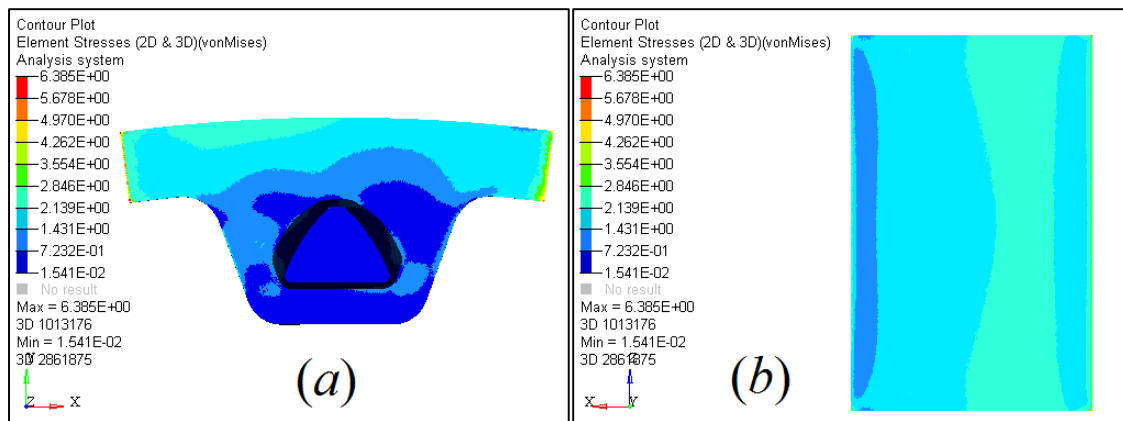 Contour Plot
Element Stresses (2D & 3D)(vonMises)
Analysis system
6.385E+00
5.678E+00
4.970E+00
4.262E+00
3.554E+00
2.846E+00
2.139E+00
1.431E+00
7.232E-01
1.541E-02
No result
Max = 6.385E+00
3D 1013176
Min = 1.541E-02
3D 2861875
Y
Z X
(a)
Contour Plot
Element Stresses (2D & 3D)(vonMises)
Analysis system
6.385E+00
5.678E+00
4.970E+00
4.262E+00
3.554E+00
2.846E+00
2.139E+00
1.431E+00
7.232E-01
1.541E-02
No result
Max = 6.385E+00
3D 1013176
Min = 1.541E-02
3D 2861875
Z
X Y
(b)